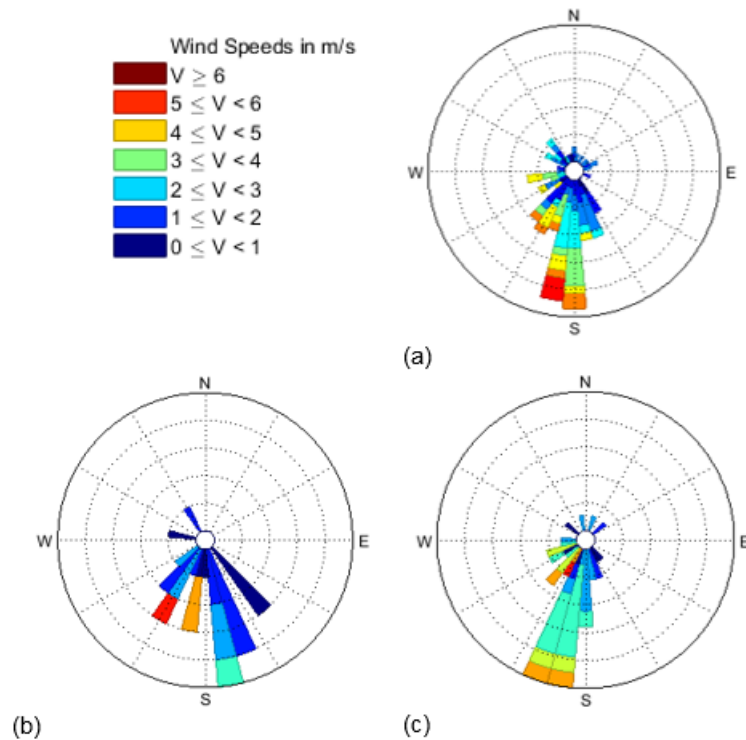 Wind Speeds in m/s
V ≥ 6
5 ≤ V < 6
4 ≤ V < 5
3 ≤ V < 4
2 ≤ V < 3
1 ≤ V < 2
0 ≤ V < 1
N
W
E
S
(a)
N
W
E
S
(b)
N
W
E
S
(c)